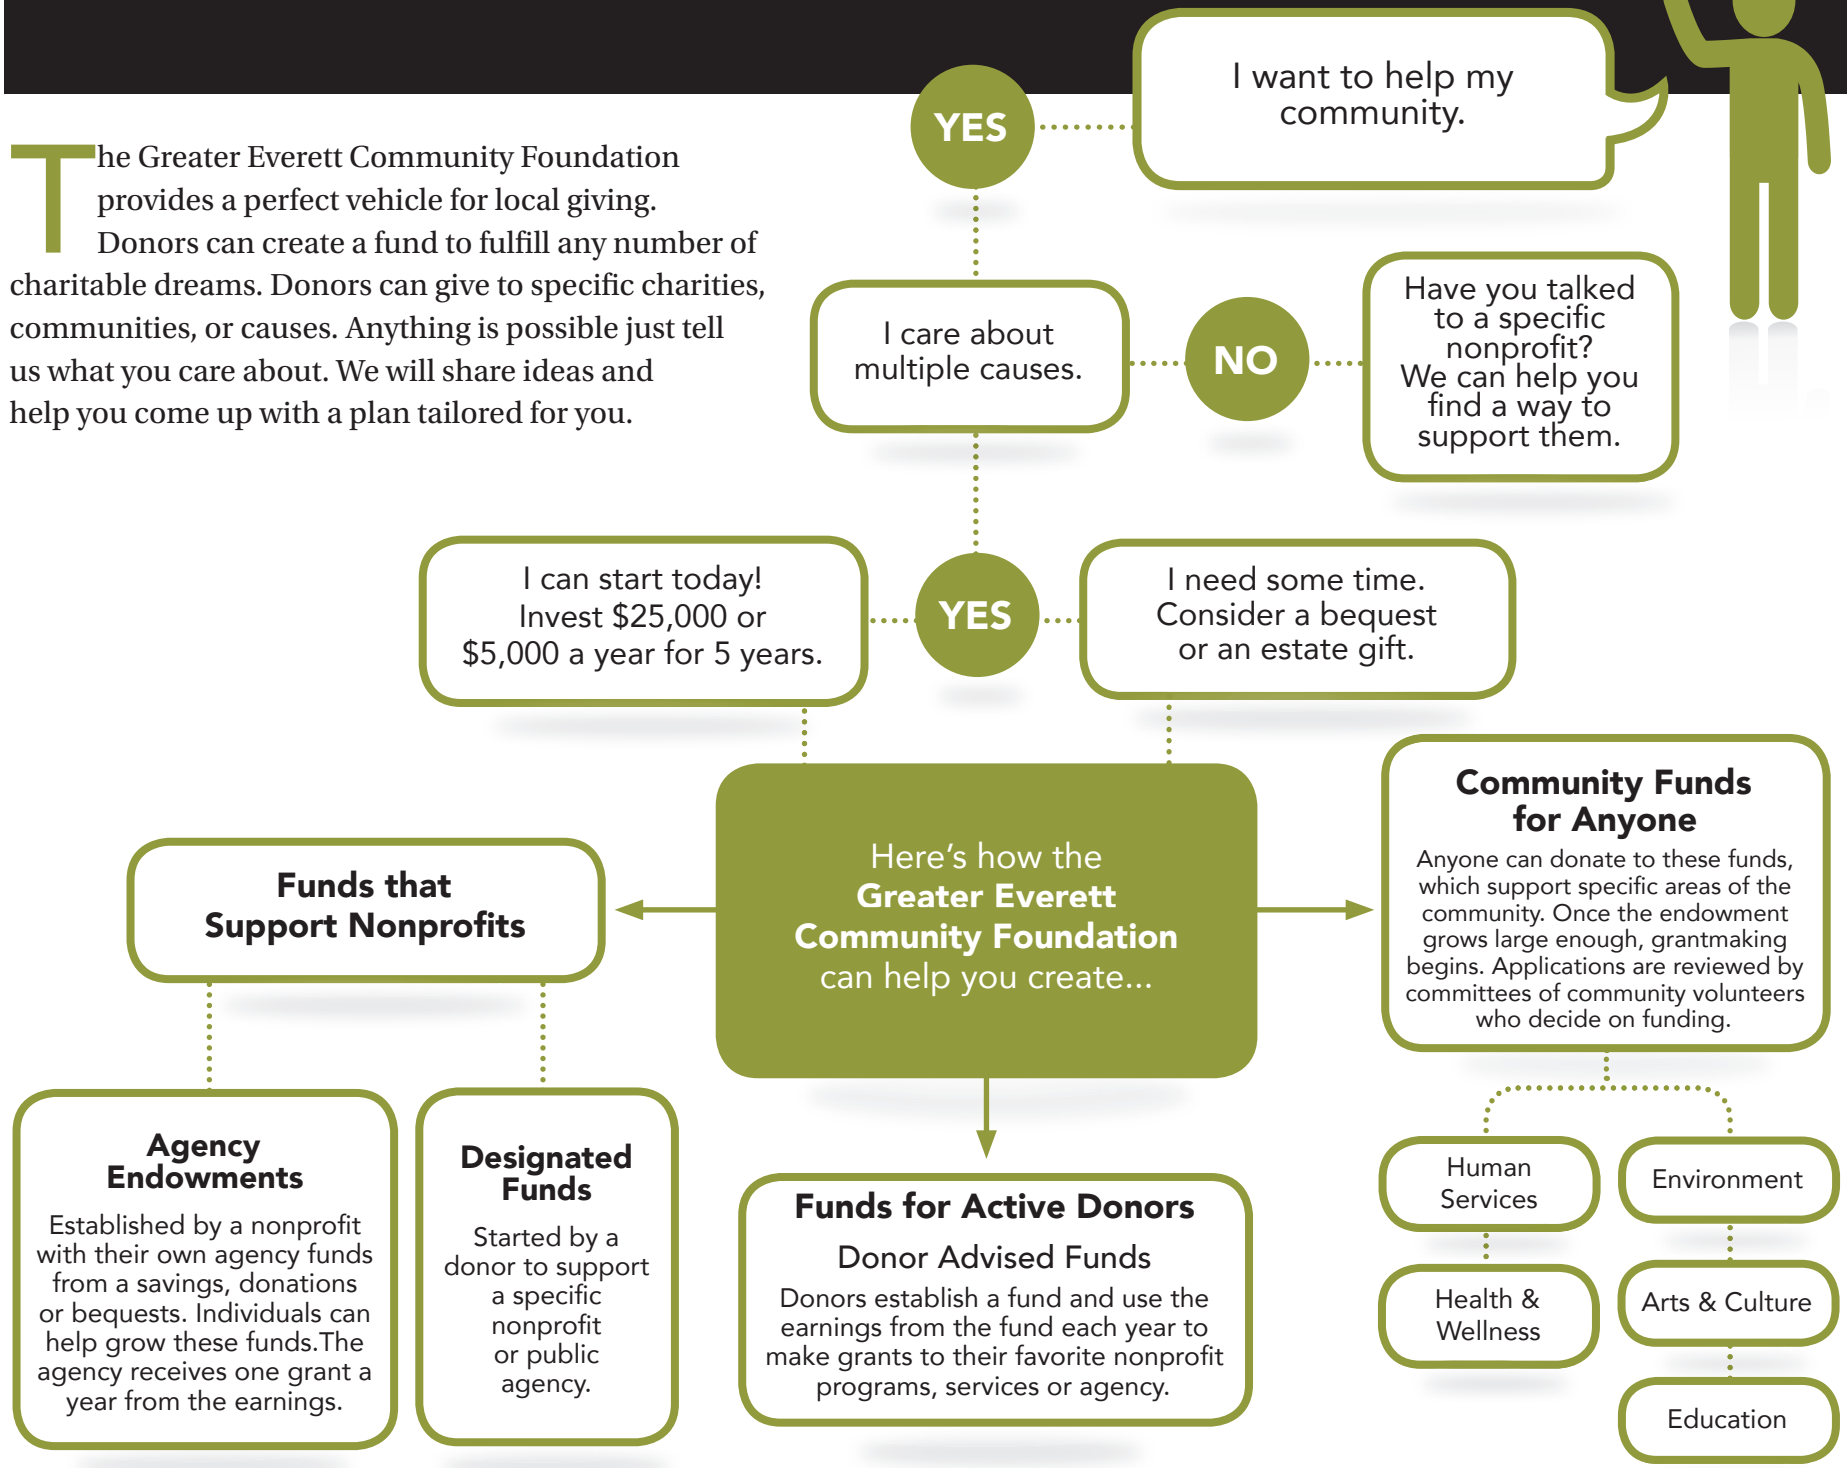 The Greater Everett Community Foundation
provides a perfect vehicle for local giving.
Donors can create a fund to fulfill any number of
charitable dreams. Donors can give to specific charities,
communities, or causes. Anything is possible just tell
us what you care about. We will share ideas and
help you come up with a plan tailored for you.
I want to help my
community.
YES
I care about
multiple causes.
NO
Have you talked
to a specific
nonprofit?
We can help you
find a way to
support them.
I can start today!
Invest $25,000 or
$5,000 a year for 5 years.
YES
I need some time.
Consider a bequest
or an estate gift.
Here's how the
Greater Everett
Community Foundation
can help you create...
Funds that
Support Nonprofits
Agency
Endowments
Established by a nonprofit
with their own agency funds
from a savings, donations
or bequests. Individuals can
help grow these funds.The
agency receives one grant a
year from the earnings.
Designated
Funds
Started by a
donor to support
a specific
nonprofit
or public
agency.
Funds for Active Donors
Donor Advised Funds
Donors establish a fund and use the
earnings from the fund each year to
make grants to their favorite nonprofit
programs, services or agency.
Community Funds
for Anyone
Anyone can donate to these funds,
which support specific areas of the
community. Once the endowment
grows large enough, grantmaking
begins. Applications are reviewed by
committees of community volunteers
who decide on funding.
Human
Services
Health &
Wellness
Environment
Arts & Culture
Education